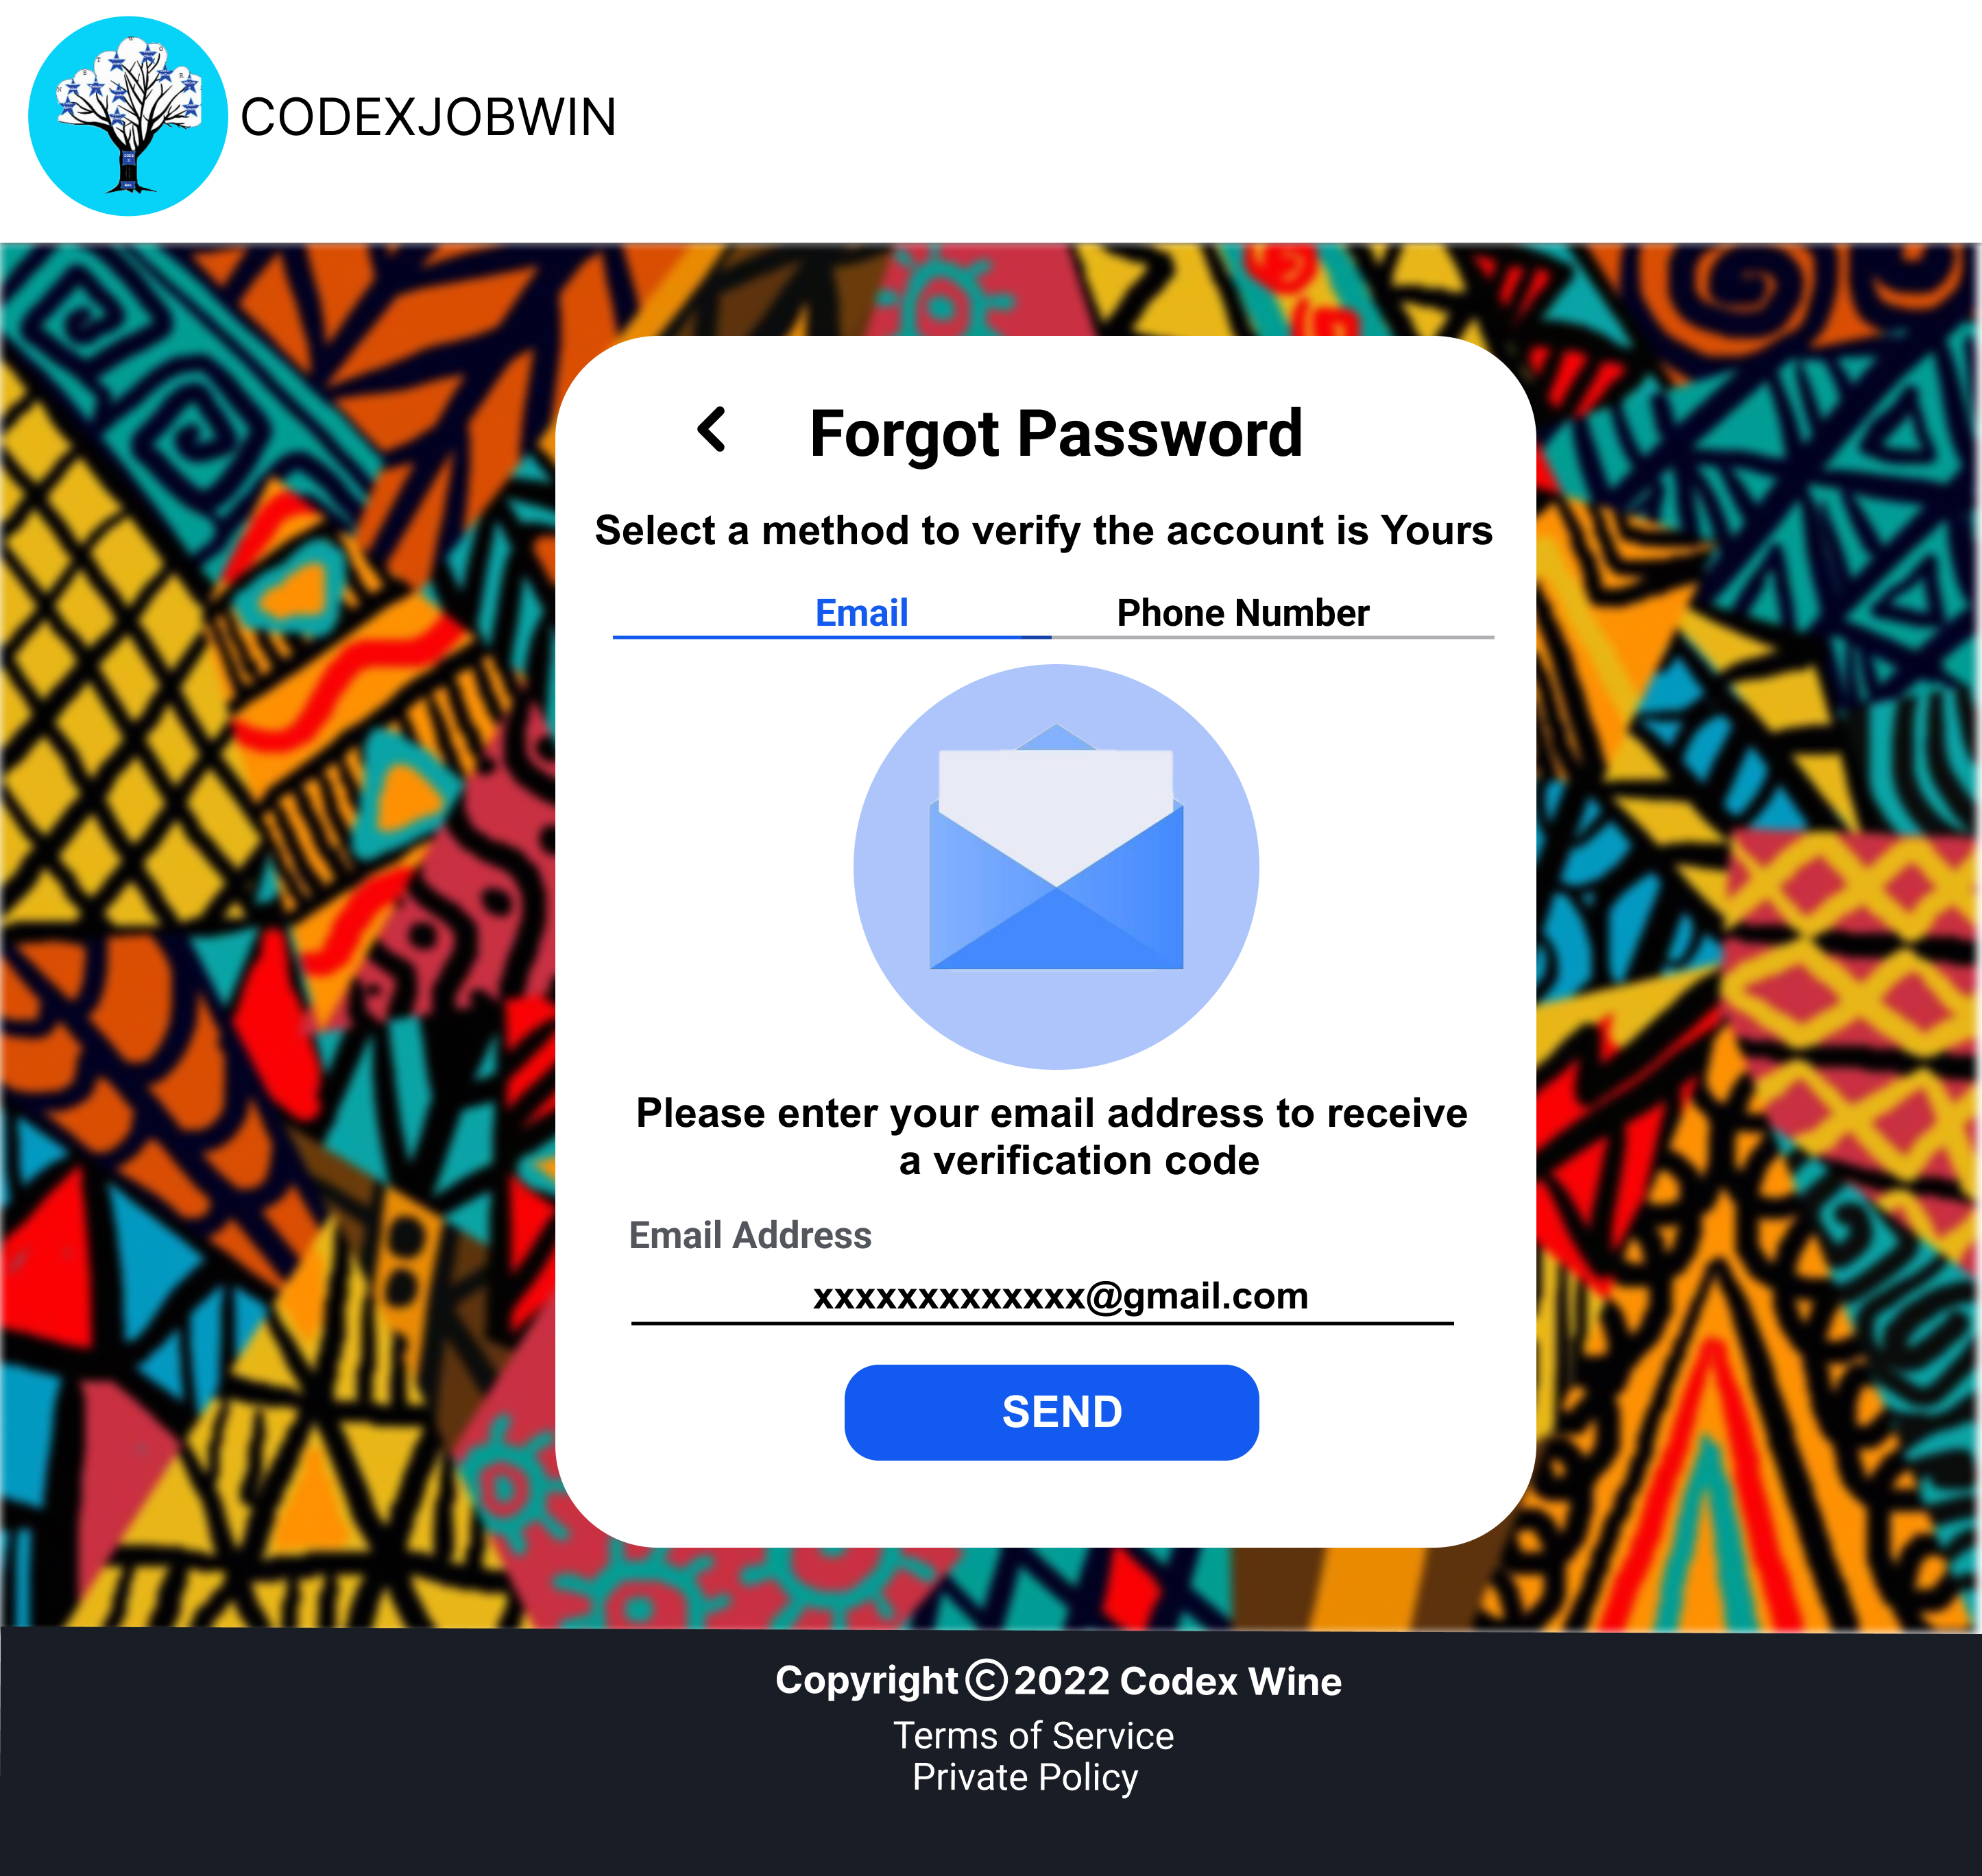 CODEXJOBWIN
Forgot Password
Select a method to verify the account is Yours
Email
Phone Number
Please enter your email address to receive
a verification code
Email Address
xxxxxxxxxxxxx@gmail.com
SEND
Copyright © 2022 Codex Wine
Terms of Service
Private Policy